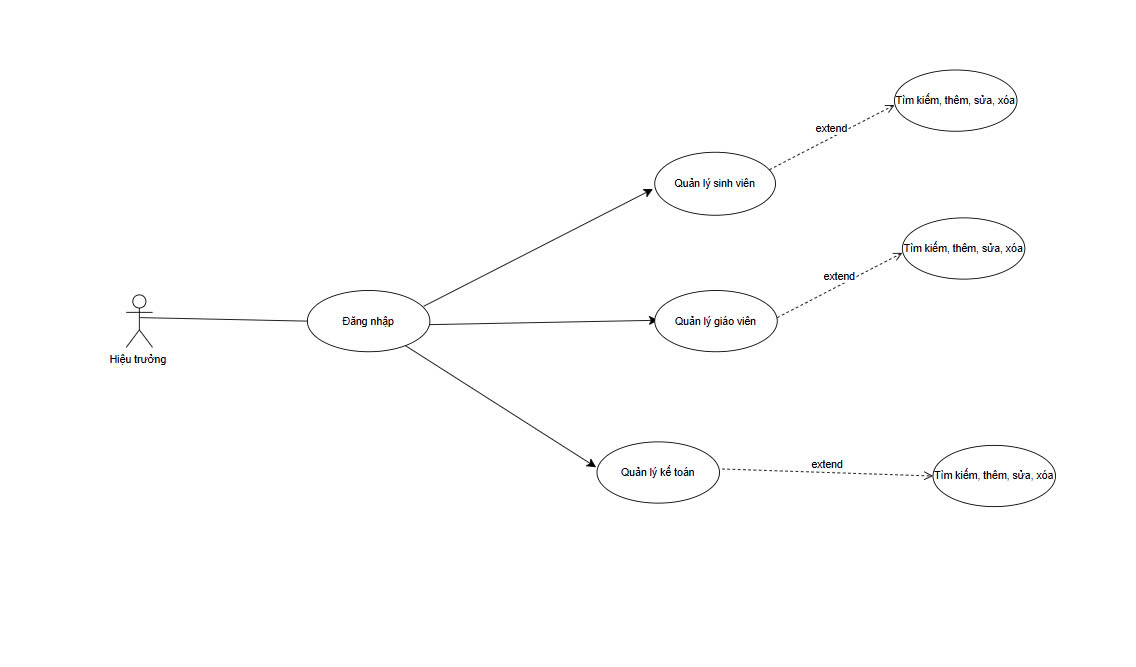 Tìm kiếm, thêm, sửa, xóa
extend
Quản lý sinh viên
Tìm kiếm, thêm, sửa, xóa
extend
Đăng nhập
Quản lý giáo viên
Hiệu trưởng
extend
Quản lý kế toán
Tìm kiếm, thêm, sửa, xóa